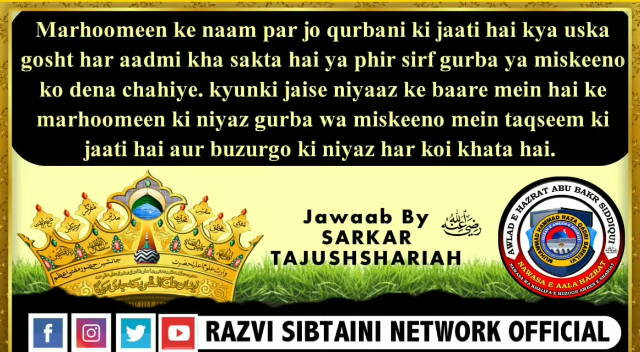 Marhoomeen ke naam par jo qurbani ki jaati hai kya uska
gosht har aadmi kha sakta hai ya phir sirf gurba ya miskeeno
ko dena chahiye. kyunki jaise niyaaz ke baare mein hai ke
marhoomeen ki niyaz gurba wa miskeeno mein taqseem ki
jaati hai aur buzurgo ki niyaz har koi khata hai.
Jawaab By
SARKAR
TAJUSHSHARIAH
AWLAD E HAZRAT ABU BAKR SIDDIQUI
NAWASA E AALA HAZRAT
RAZVI SIBTAINI NETWORK OFFICIAL